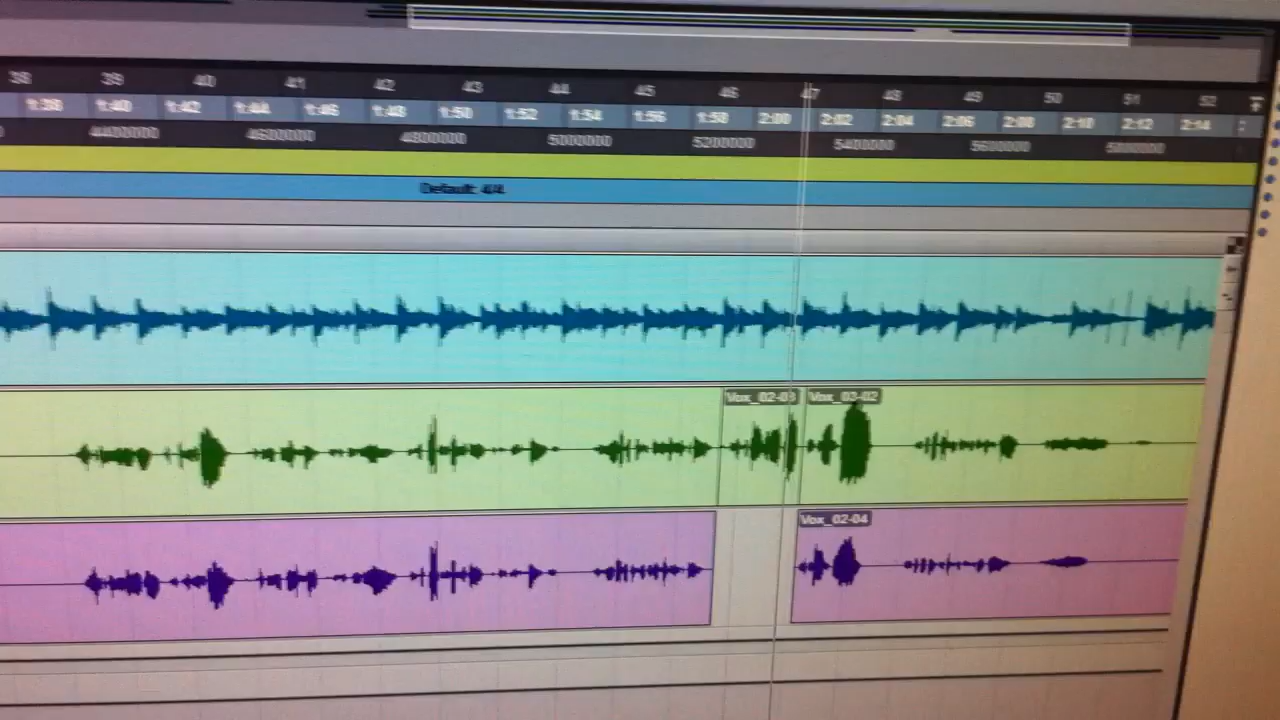 38 39 40 41 42 43 44 45 46 47 48 49 50 51 52
1:38 1:40 1:42 1:44 1:46 1:48 1:50 1:52 1:54 1:56 1:58 2:00 2:02 2:04 2:06 2:08 2:10 2:12 2:14
4400000 4600000 4800000 5000000 5200000 5400000 5600000 5800000
Default: 4/4
Vox_02-03 Vox_03-02
Vox_02-04